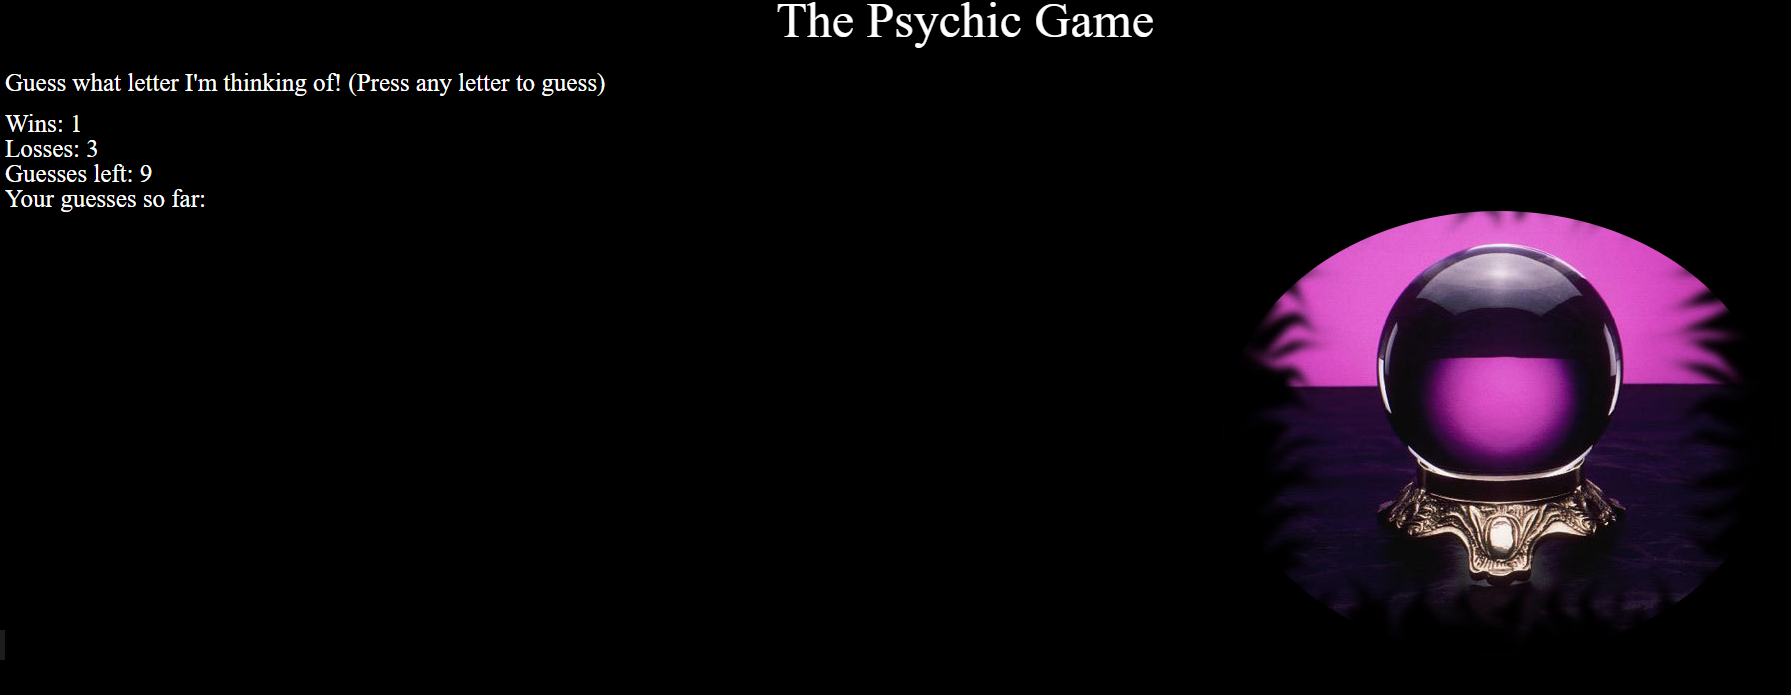 The Psychic Game
Guess what letter I'm thinking of! (Press any letter to guess)
Wins: 1
Losses: 3
Guesses left: 9
Your guesses so far: